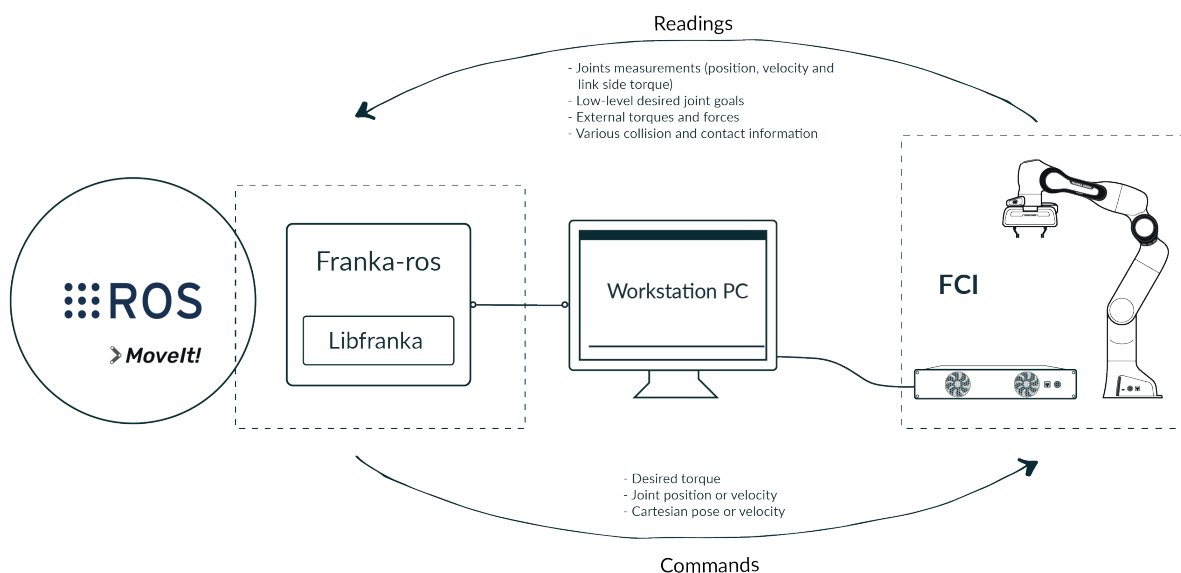 Readings
- Joints measurements (position, velocity and
link side torque)
- Low-level desired joint goals
- External torques and forces
- Various collision and contact information
ROS
MoveIt!
Franka-ros
Libfranka
Workstation PC
FCI
- Desired torque
- Joint position or velocity
- Cartesian pose or velocity
Commands